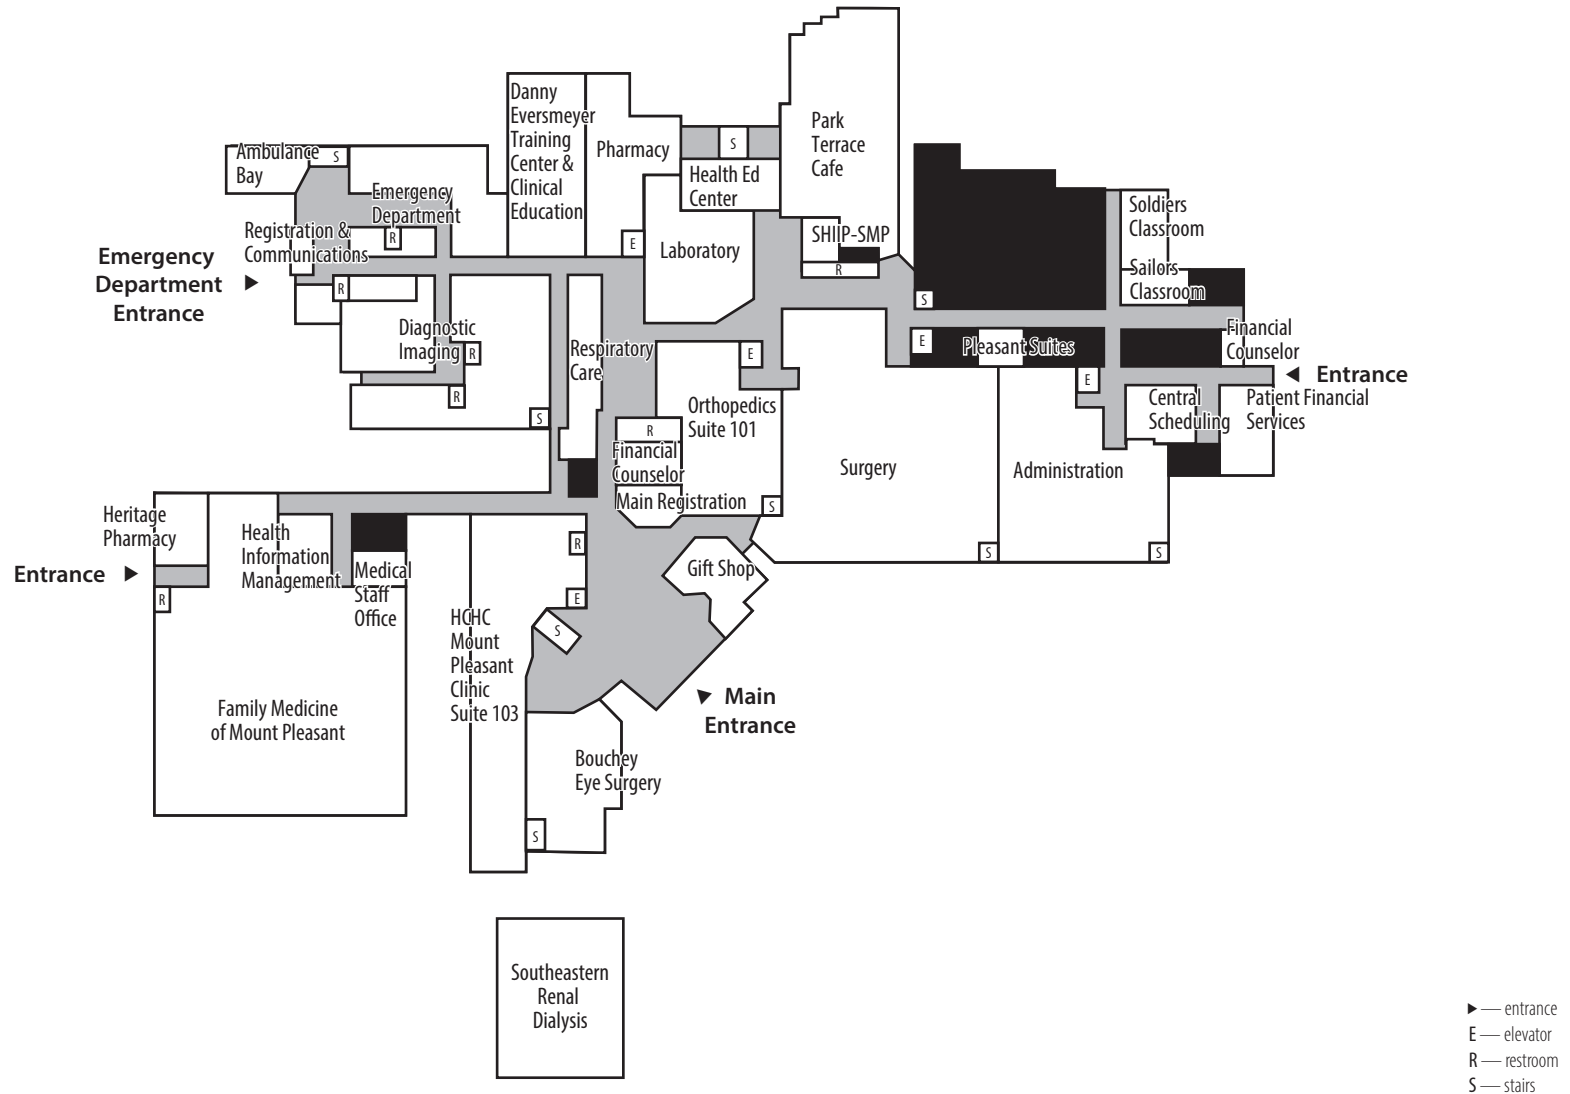 Danny
Eversmeyer
Training
Center &
Clinical
Education
Pharmacy
S
Health Ed
Center
Park
Terrace
Cafe
Ambulance
Bay
S
Emergency
Department
Registration &
Communications
R
E
Laboratory
SHIIP-SMP
R
Soldiers
Classroom
Sailors
Classroom
S
Emergency
Department
Entrance
R
Diagnostic
Imaging
R
R
S
Respiratory
Care
E
Orthopedics
Suite 101
R
Financial
Counselor
Main Registration
S
E
Pleasant Suites
Financial
Counselor
Entrance
E
Central
Scheduling
Patient Financial
Services
Surgery
Administration
S
S
Heritage
Pharmacy
Entrance
R
Health
Information
Management
Medical
Staff
Office
R
E
S
Gift Shop
HCHC
Mount
Pleasant
Clinic
Suite 103
Family Medicine
of Mount Pleasant
Main
Entrance
Bouchey
Eye Surgery
S
Southeastern
Renal
Dialysis
— entrance
E — elevator
R — restroom
S — stairs